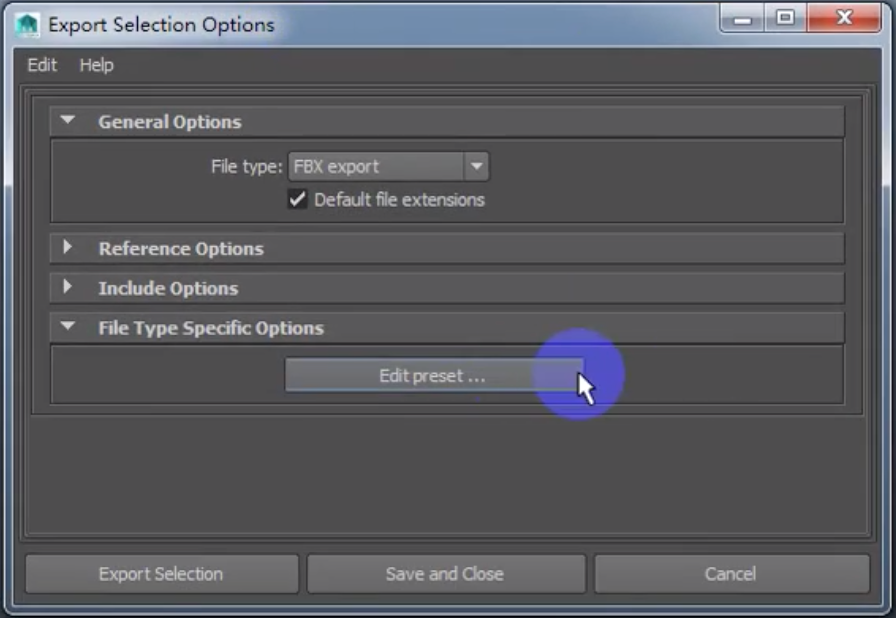 Export Selection Options
Edit Help
General Options
File type: FBX export
Default file extensions
Reference Options
Include Options
File Type Specific Options
Edit preset ...
Export Selection Save and Close Cancel